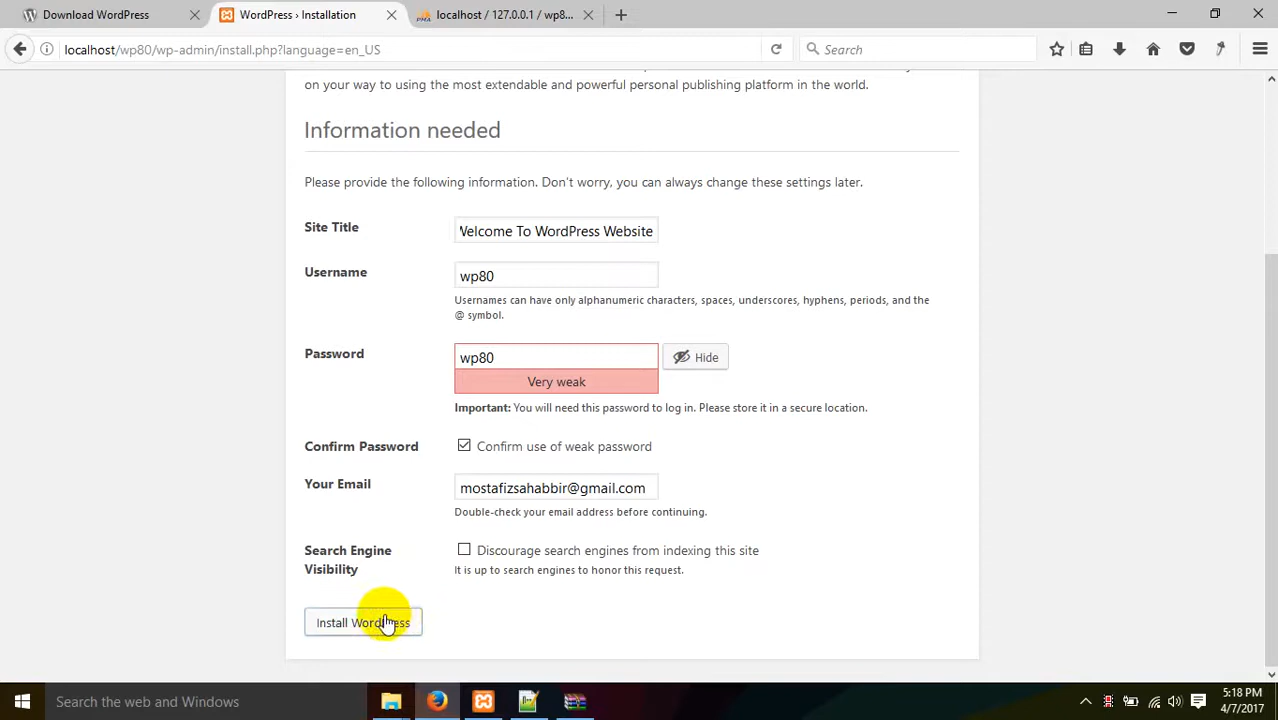 Download WordPress
WordPress › Installation
localhost / 127.0.0.1 / wp8...
localhost/wp80/wp-admin/install.php?language=en_US
Search
on your way to using the most extendable and powerful personal publishing platform in the world.
Information needed
Please provide the following information. Don't worry, you can always change these settings later.
Site Title
Welcome To WordPress Website
Username
wp80
Usernames can have only alphanumeric characters, spaces, underscores, hyphens, periods, and the
@ symbol.
Password
wp80
Hide
Very weak
Important: You will need this password to log in. Please store it in a secure location.
Confirm Password
Confirm use of weak password
Your Email
mostafizsahabbir@gmail.com
Double-check your email address before continuing.
Search Engine
Visibility
Discourage search engines from indexing this site
It is up to search engines to honor this request.
Install WordPress
Search the web and Windows
5:18 PM
4/7/2017